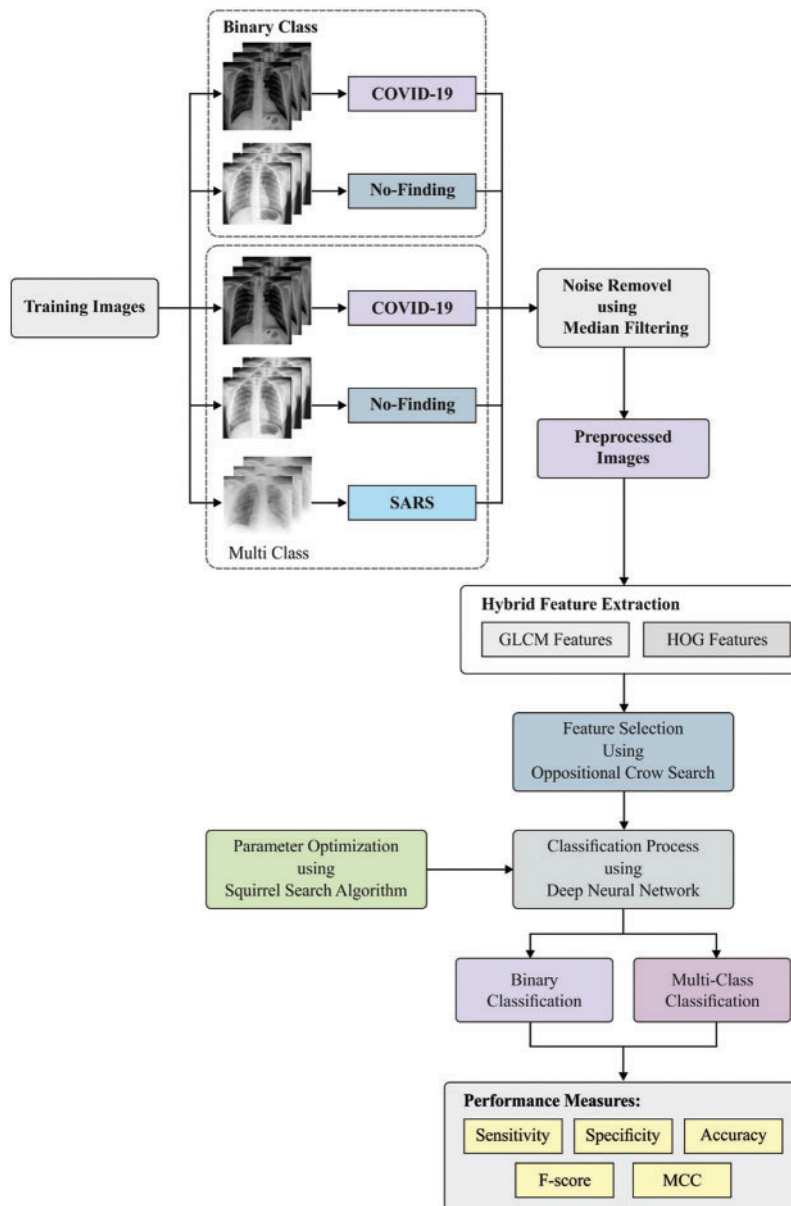 Binary Class
COVID-19
No-Finding
Training Images
COVID-19
No-Finding
SARS
Multi Class
Noise Removel
using
Median Filtering
Preprocessed
Images
Hybrid Feature Extraction
GLCM Features
HOG Features
Feature Selection
Using
Oppositional Crow Search
Parameter Optimization
using
Squirrel Search Algorithm
Classification Process
using
Deep Neural Network
Binary
Classification
Multi-Class
Classification
Performance Measures:
Sensitivity
Specificity
Accuracy
F-score
MCC